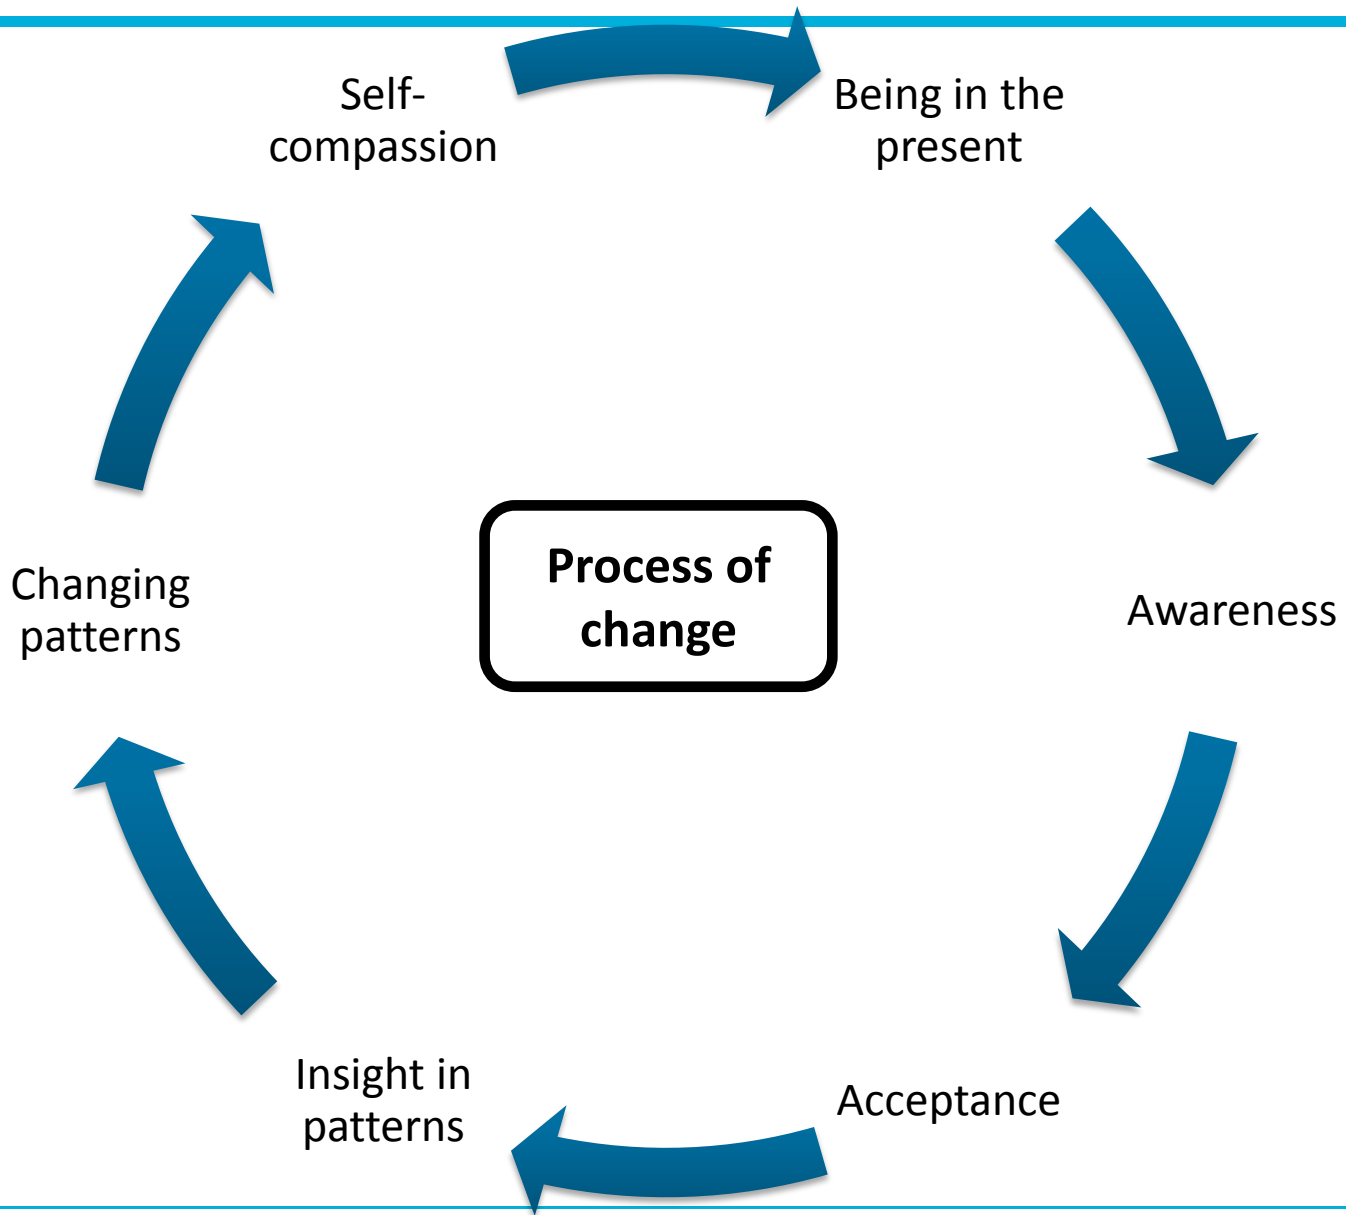 Self-
compassion
Being in the
present
Awareness
Acceptance
Insight in
patterns
Changing
patterns
Process of
change